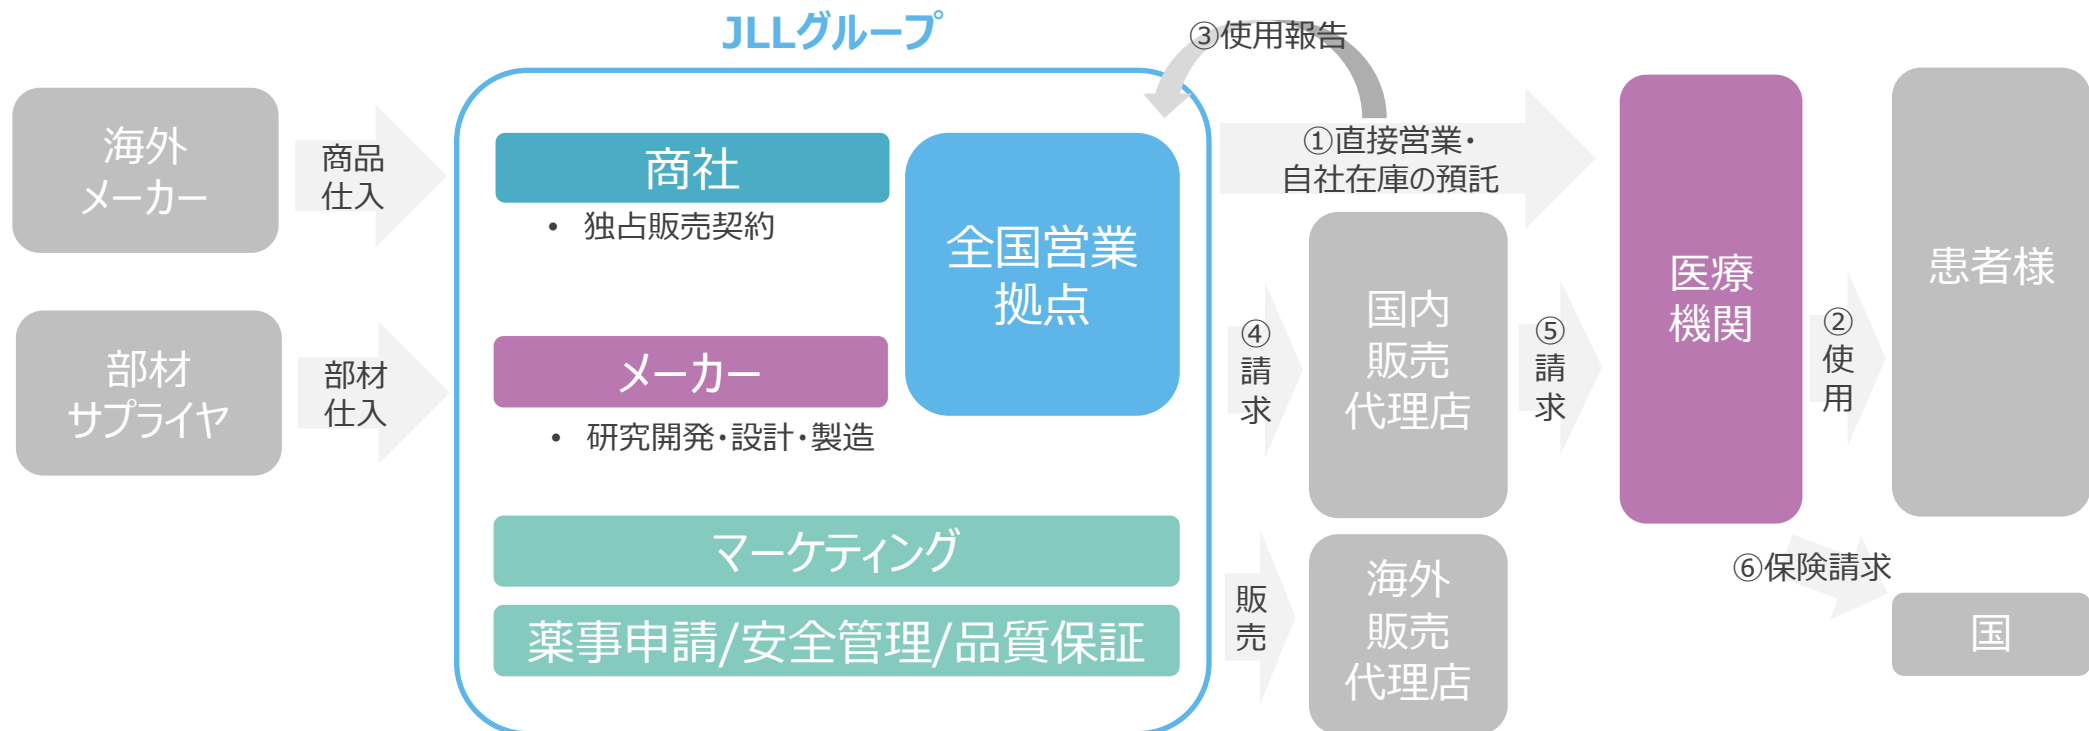 JLLグループ
③使用報告
海外
メーカー
商品
仕入
商社
• 独占販売契約
全国営業
拠点
①直接営業・
自社在庫の預託
部材
サプライヤ
部材
仕入
メーカー
• 研究開発・設計・製造
④
請
求
国内
販売
代理店
⑤
請
求
医療
機関
②
使
用
患者様
マーケティング
薬事申請/安全管理/品質保証
販
売
海外
販売
代理店
⑥保険請求
国